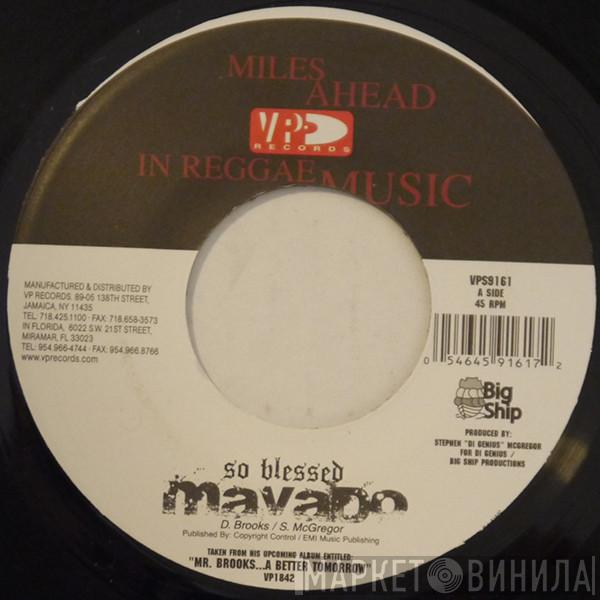 MILES
AHEAD
VP
RECORDS
IN REGGAE
MUSIC
MANUFACTURED & DISTRIBUTED BY
VP RECORDS. 89-05 138TH STREET,
JAMAICA, NY 11435
TEL: 718.425.1100 · FAX: 718.658-3573
IN FLORIDA, 6022 S.W. 21ST STREET,
MIRAMAR, FL 33023
TEL: 954.966-4744 · FAX: 954.966.8766
www.vprecords.com
VPS9161
A SIDE
45 RPM
0 54645 91617 2
Big
Ship
PRODUCED BY:
STEPHEN "DI GENIUS" MCGREGOR
FOR DI GENIUS /
BIG SHIP PRODUCTIONS
so blessed
mavado
D. Brooks / S. McGregor
Published By: Copyright Control / EMI Music Publishing
TAKEN FROM HIS UPCOMING ALBUM ENTITLED:
"MR. BROOKS...A BETTER TOMORROW"
VP1842
МАРКЕТ ВИНИЛА